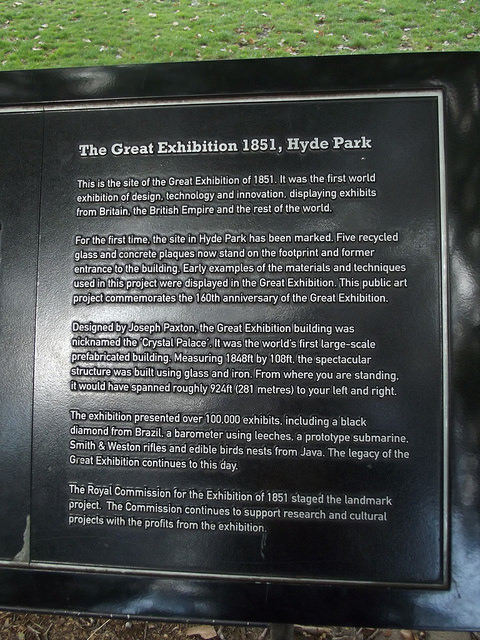 The Great Exhibition 1851, Hyde Park
This is the site of the Great Exhibition of 1851. It was the first world
exhibition of design, technology and innovation, displaying exhibits
from Britain, the British Empire and the rest of the world.
For the first time, the site in Hyde Park has been marked. Five recycled
glass and concrete plaques now stand on the footprint and former
entrance to the building. Early examples of the materials and techniques
used in this project were displayed in the Great Exhibition. This public art
project commemorates the 160th anniversary of the Great Exhibition.
Designed by Joseph Paxton, the Great Exhibition building was
nicknamed the 'Crystal Palace'. It was the world's first large-scale
prefabricated building. Measuring 1848ft by 108ft, the spectacular
structure was built using glass and iron. From where you are standing,
it would have spanned roughly 924ft (281 metres) to your left and right.
The exhibition presented over 100,000 exhibits, including a black
diamond from Brazil, a barometer using leeches, a prototype submarine,
Smith & Weston rifles and edible birds nests from Java. The legacy of the
Great Exhibition continues to this day.
The Royal Commission for the Exhibition of 1851 staged the landmark
project. The Commission continues to support research and cultural
projects with the profits from the exhibition.